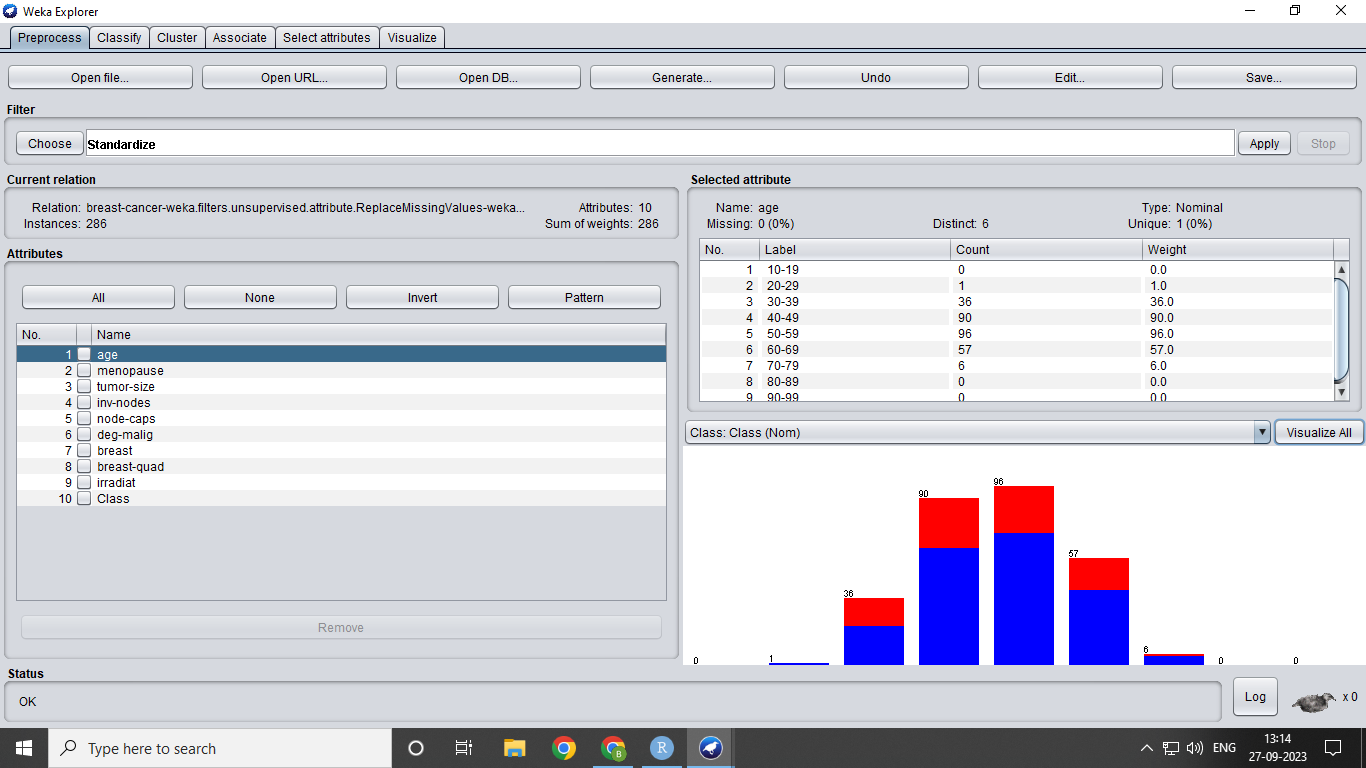 Weka Explorer
Preprocess Classify Cluster Associate Select attributes Visualize
Open file... Open URL... Open DB... Generate... Undo Edit... Save...
Filter
Choose Standardize Apply Stop
Current relation
Relation: breast-cancer-weka.filters.unsupervised.attribute.ReplaceMissingValues-weka... Attributes: 10
Instances: 286 Sum of weights: 286
Attributes
All None Invert Pattern
No. Name
1 age
2 menopause
3 tumor-size
4 inv-nodes
5 node-caps
6 deg-malig
7 breast
8 breast-quad
9 irradiat
10 Class
Remove
Selected attribute
Name: age Type: Nominal
Missing: 0 (0%) Distinct: 6 Unique: 1 (0%)
No. Label Count Weight
1 10-19 0 0.0
2 20-29 1 1.0
3 30-39 36 36.0
4 40-49 90 90.0
5 50-59 96 96.0
6 60-69 57 57.0
7 70-79 6 6.0
8 80-89 0 0.0
9 90-99 0 0.0
Class: Class (Nom) Visualize All
0 1 36 90 96 57 6 0 0
Status
OK
Log x 0
Type here to search
B
R
ENG
13:14
27-09-2023